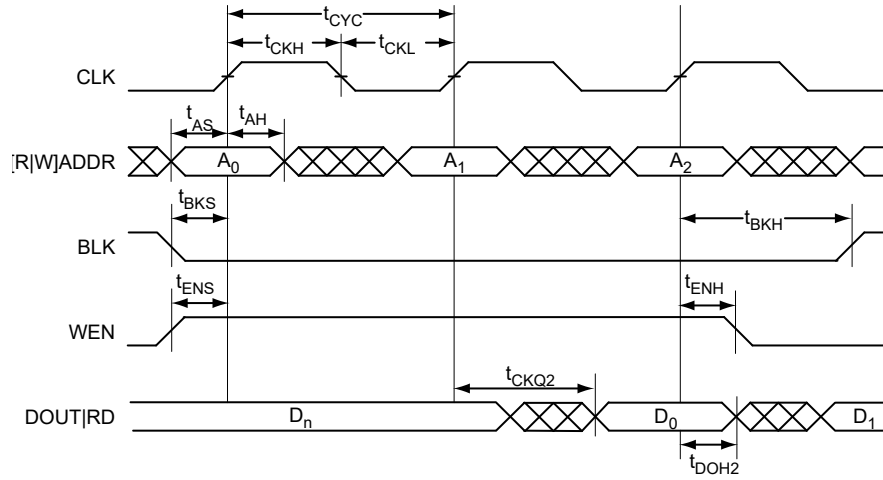 tCYC
tCKH tCKL
CLK
tAS tAH
[R|W]ADDR A0 A1 A2
tBKS
tBKH
BLK
tENS tENH
WEN
tCKQ2
DOUT|RD Dn D0 D1
tDOH2